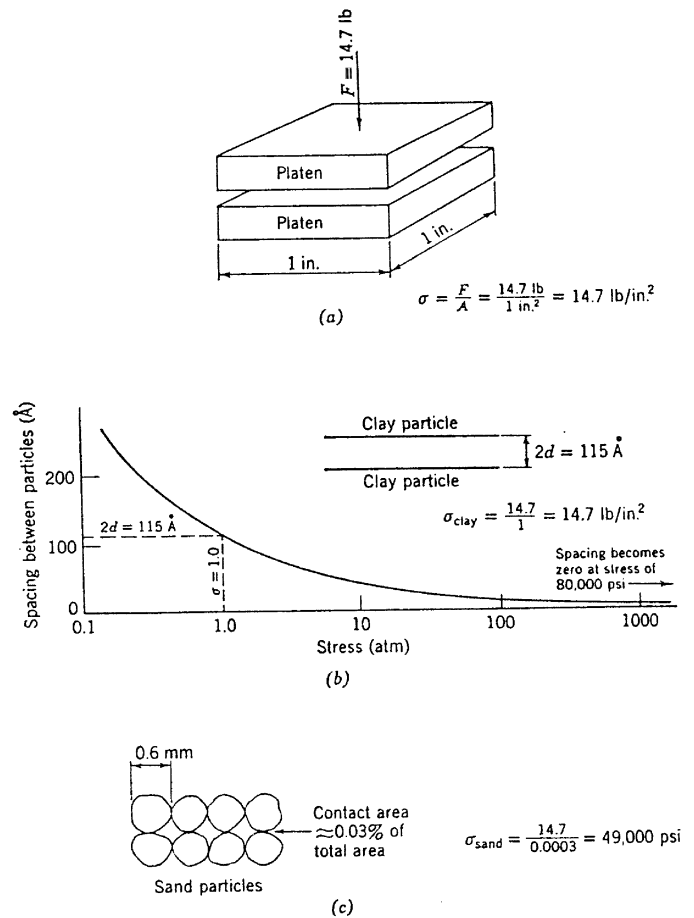 F = 14.7 lb
Platen
Platen
1 in.
1 in.
σ = F/A = 14.7 lb/1 in.² = 14.7 lb/in.²
(a)
Spacing between particles (Å)
200
100
0
2d = 115 Å
σ = 1.0
Clay particle
2d = 115 Å
Clay particle
σclay = 14.7/1 = 14.7 lb/in.²
Spacing becomes
zero at stress of
80,000 psi
0.1
1.0
10
100
1000
Stress (atm)
(b)
0.6 mm
Contact area
≈0.03% of
total area
σsand = 14.7/0.0003 = 49,000 psi
Sand particles
(c)